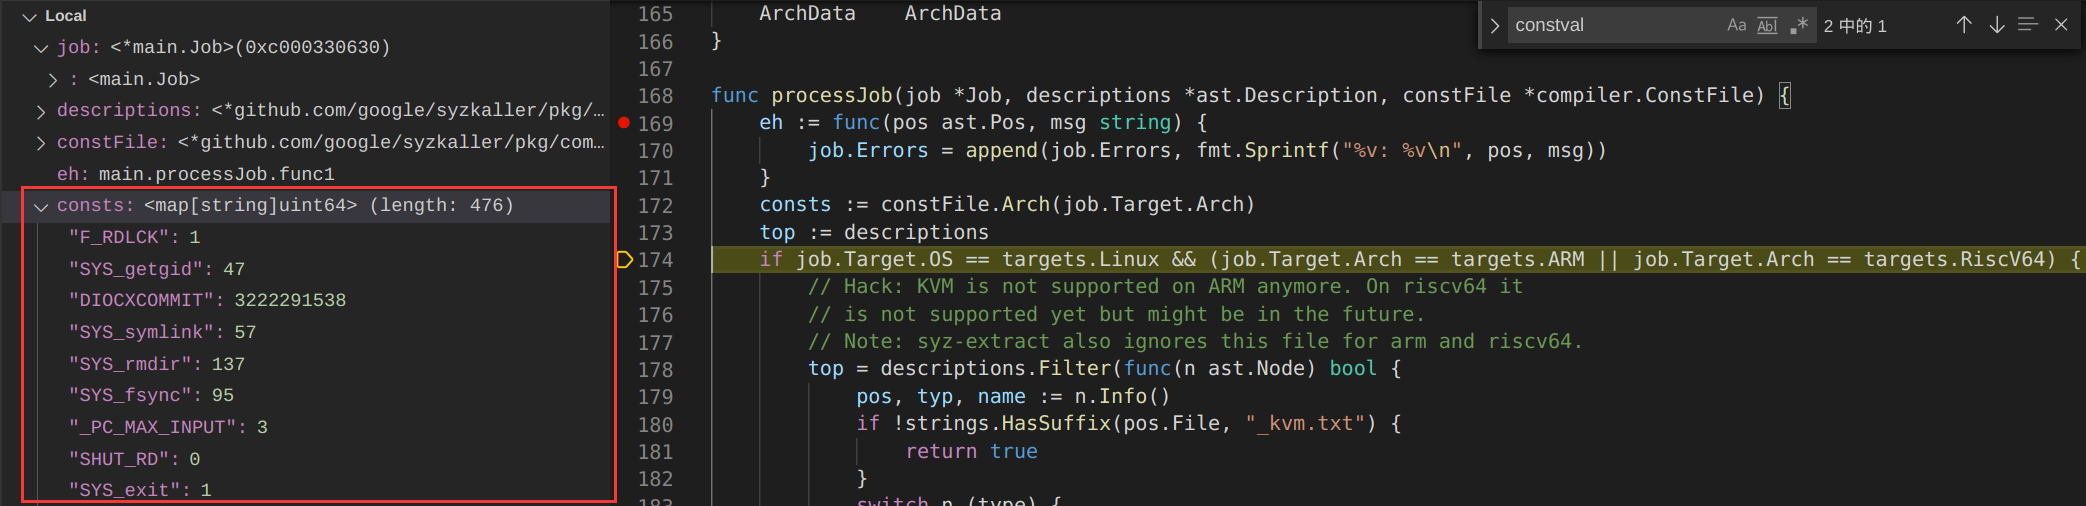 Local
job: <*main.Job>(0xc000330630)
: <main.Job>
descriptions: <*github.com/google/syzkaller/pkg/…
constFile: <*github.com/google/syzkaller/pkg/com…
eh: main.processJob.func1
consts: <map[string]uint64> (length: 476)
"F_RDLCK": 1
"SYS_getgid": 47
"DIOCXCOMMIT": 3222291538
"SYS_symlink": 57
"SYS_rmdir": 137
"SYS_fsync": 95
"_PC_MAX_INPUT": 3
"SHUT_RD": 0
"SYS_exit": 1
constval Aa Abl .* 2 中的 1
165 ArchData ArchData
166 }
167
168 func processJob(job *Job, descriptions *ast.Description, constFile *compiler.ConstFile) {
169 eh := func(pos ast.Pos, msg string) {
170 job.Errors = append(job.Errors, fmt.Sprintf("%v: %v\n", pos, msg))
171 }
172 consts := constFile.Arch(job.Target.Arch)
173 top := descriptions
174 if job.Target.OS == targets.Linux && (job.Target.Arch == targets.ARM || job.Target.Arch == targets.RiscV64) {
175 // Hack: KVM is not supported on ARM anymore. On riscv64 it
176 // is not supported yet but might be in the future.
177 // Note: syz-extract also ignores this file for arm and riscv64.
178 top = descriptions.Filter(func(n ast.Node) bool {
179 pos, typ, name := n.Info()
180 if !strings.HasSuffix(pos.File, "_kvm.txt") {
181 return true
182 }
183 switch n.(type) {